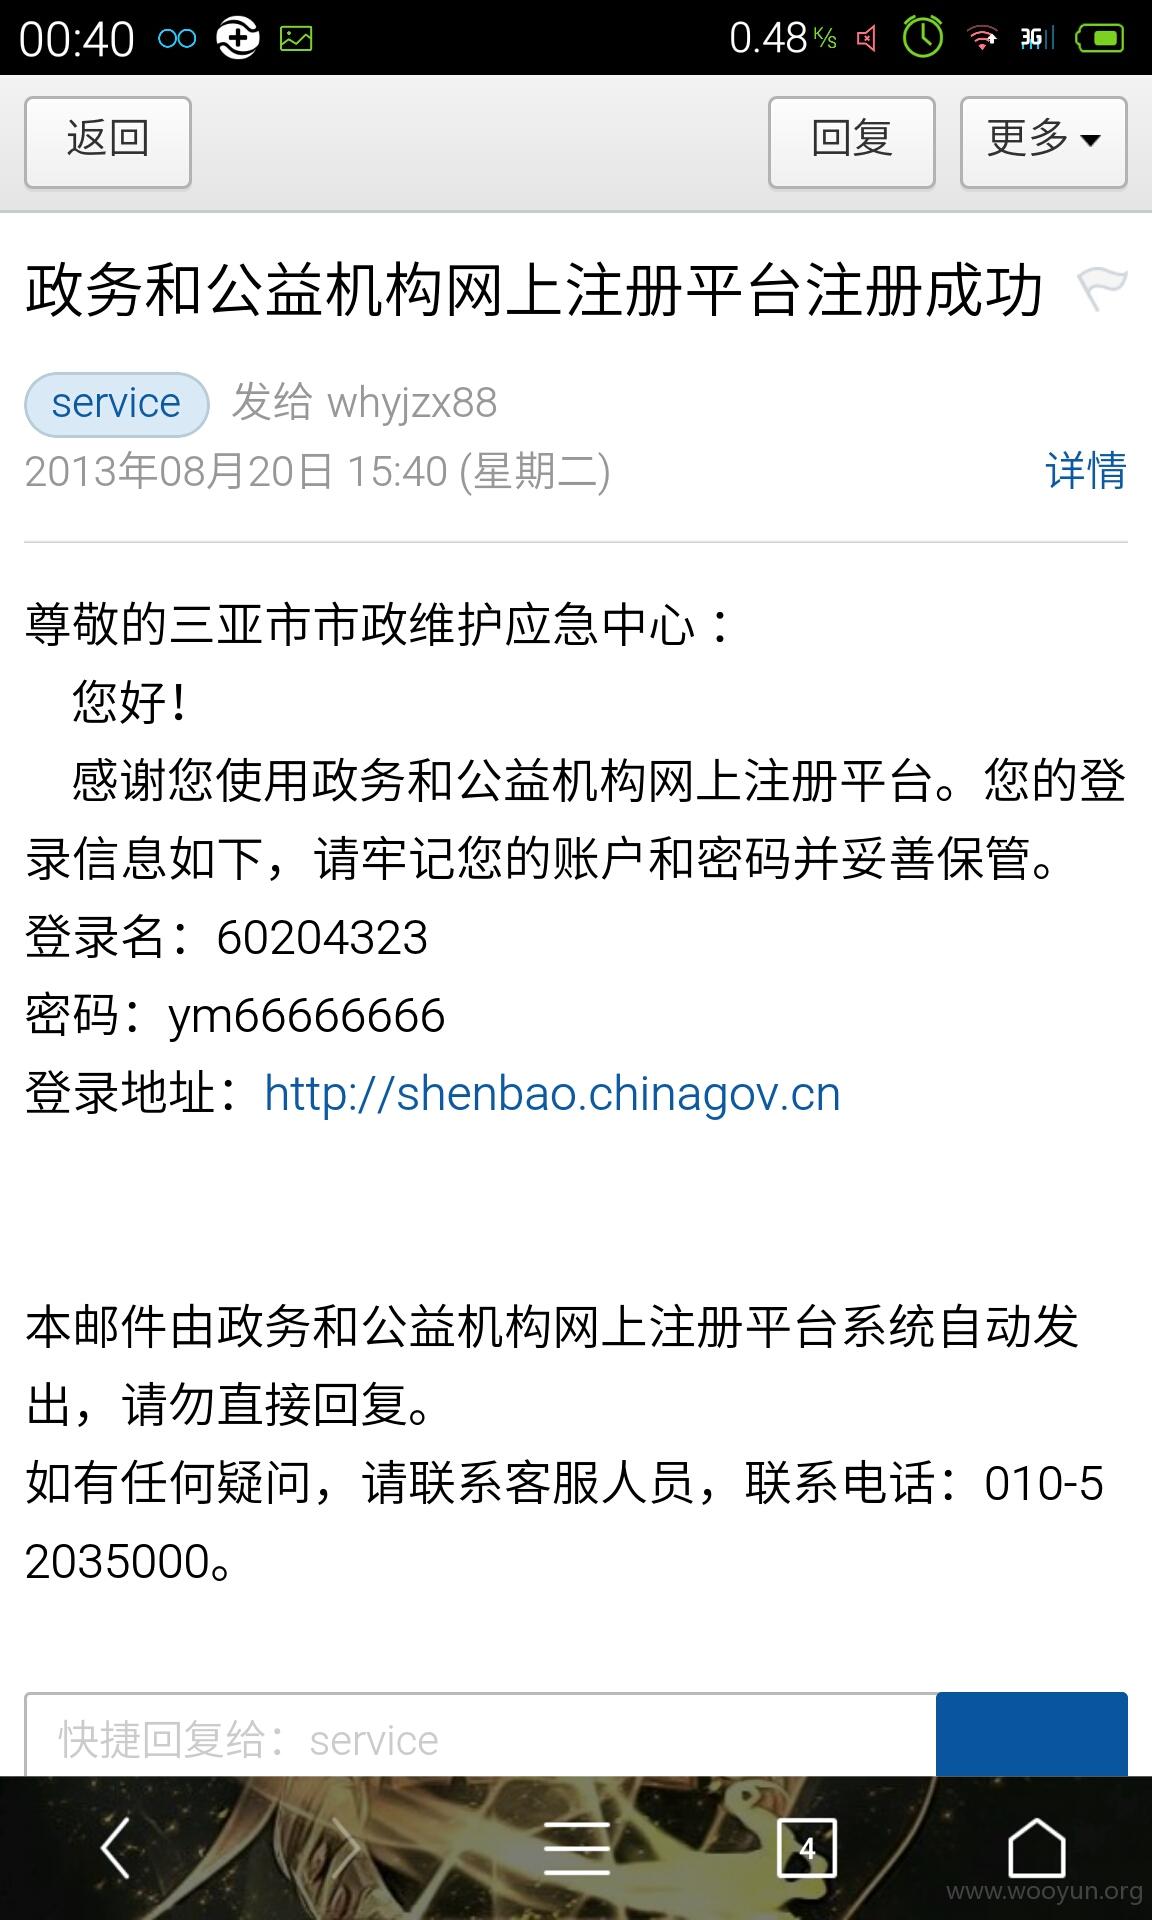 00:40
0.48 K/s
3G
返回
回复
更多
政务和公益机构网上注册平台注册成功
service 发给 whyjzx88
2013年08月20日 15:40 (星期二)
详情
尊敬的三亚市市政维护应急中心：
您好！
感谢您使用政务和公益机构网上注册平台。您的登
录信息如下，请牢记您的账户和密码并妥善保管。
登录名：60204323
密码：ym66666666
登录地址：http://shenbao.chinagov.cn
本邮件由政务和公益机构网上注册平台系统自动发
出，请勿直接回复。
如有任何疑问，请联系客服人员，联系电话：010-5
2035000。
快捷回复给：service
4
www.wooyun.org